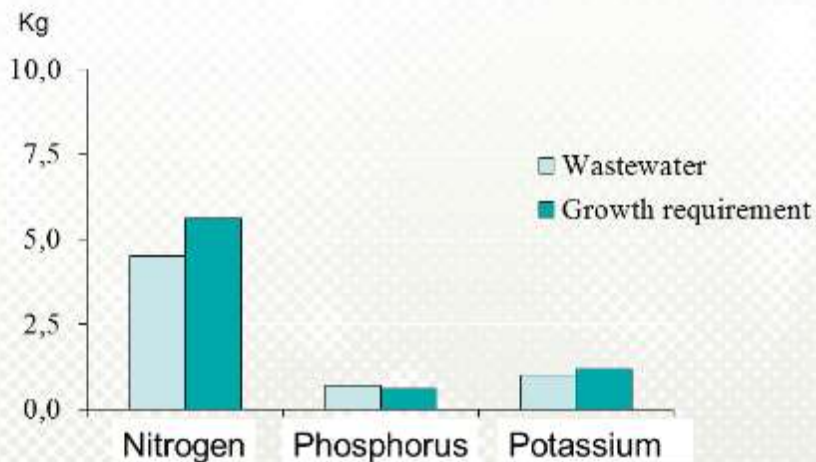 Kg
10,0
7,5
5,0
2,5
0,0
Wastewater
Growth requirement
Nitrogen Phosphorus Potassium